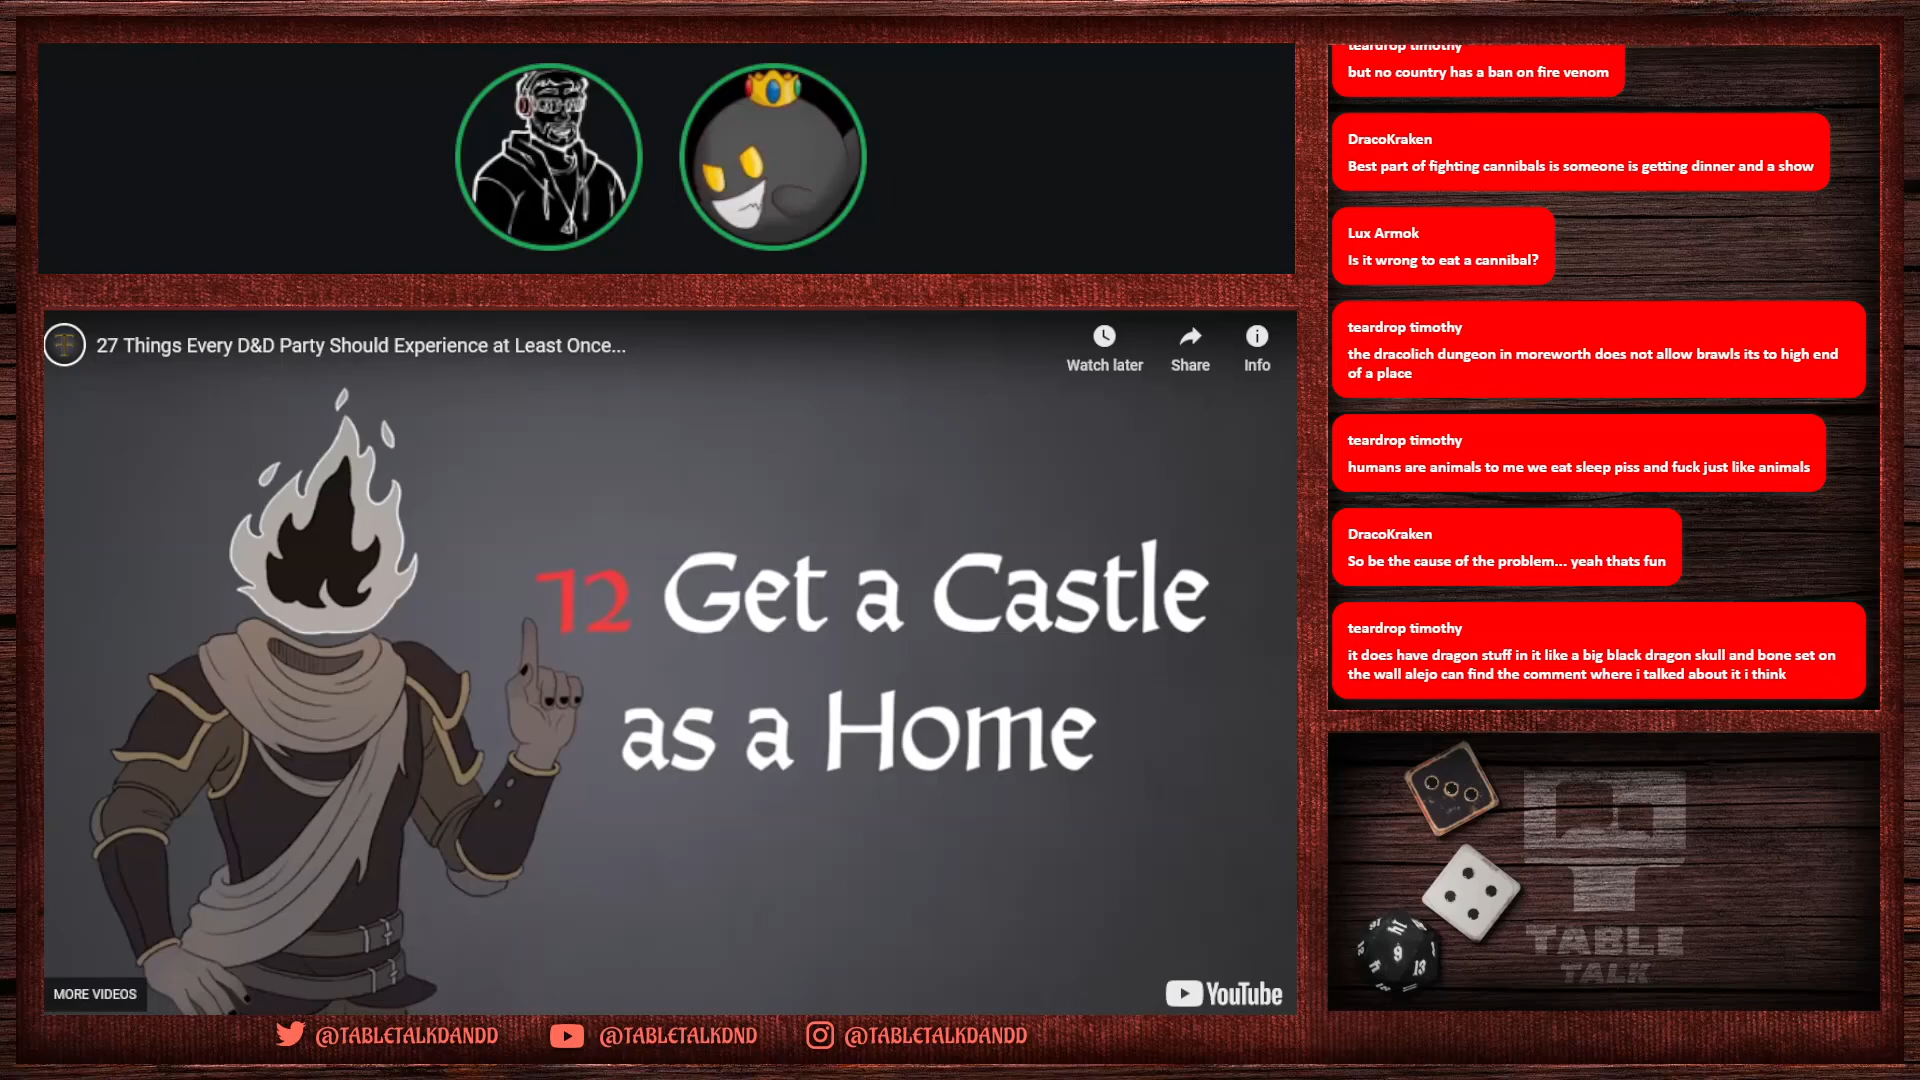 27 Things Every D&D Party Should Experience at Least Once...
Watch later
Share
Info
12 Get a Castle
as a Home
MORE VIDEOS
YouTube
@TABLETALKDANDD
@TABLETALKDND
@TABLETALKDANDD
teardrop timothy
but no country has a ban on fire venom
DracoKraken
Best part of fighting cannibals is someone is getting dinner and a show
Lux Armok
Is it wrong to eat a cannibal?
teardrop timothy
the dracolich dungeon in moreworth does not allow brawls its to high end
of a place
teardrop timothy
humans are animals to me we eat sleep piss and fuck just like animals
DracoKraken
So be the cause of the problem... yeah thats fun
teardrop timothy
it does have dragon stuff in it like a big black dragon skull and bone set on
the wall alejo can find the comment where i talked about it i think
9
13
TABLE
TALK